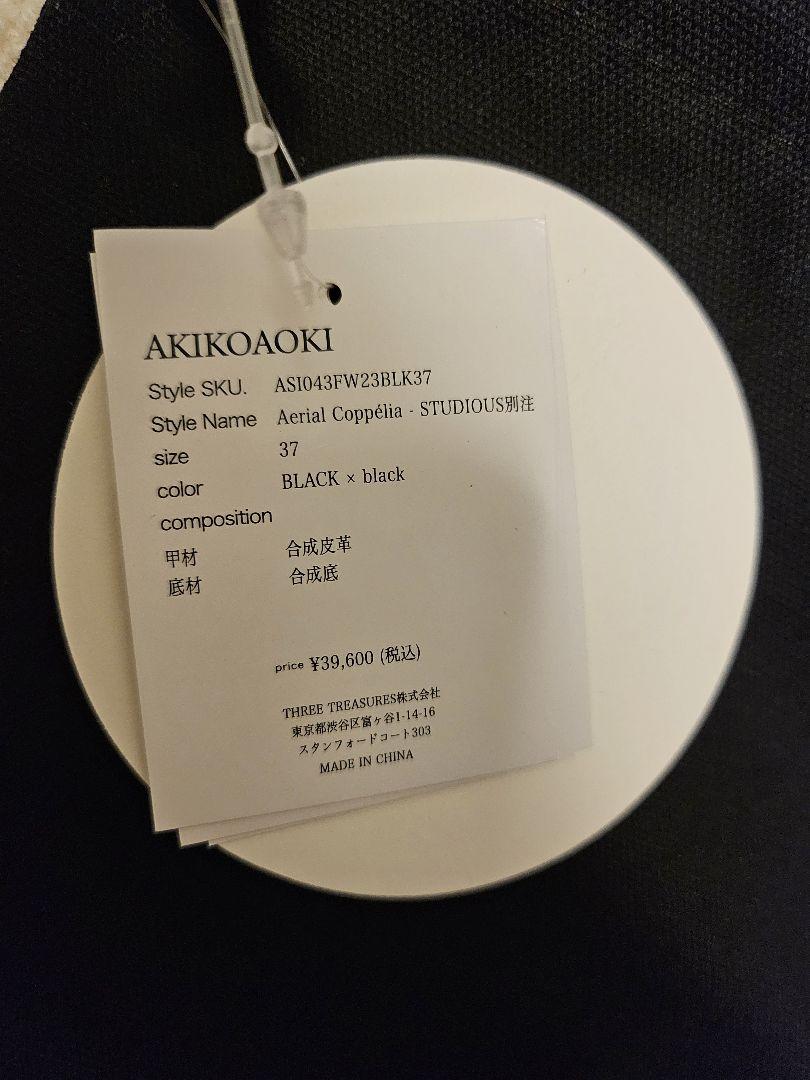 AKIKOAOKI
Style SKU. ASI043FW23BLK37
Style Name Aerial Coppélia - STUDIOUS別注
size 37
color BLACK × black
composition
甲材 合成皮革
底材 合成底
price ¥39,600 (税込)
THREE TREASURES株式会社
東京都渋谷区富ヶ谷1-14-16
スタンフォードコート303
MADE IN CHINA